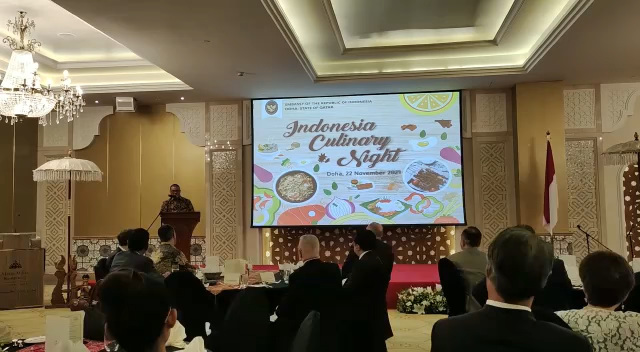 EMBASSY OF THE REPUBLIC OF INDONESIA
DOHA, STATE OF QATAR
Indonesia
Culinary
Night
Doha, 22 November 2021